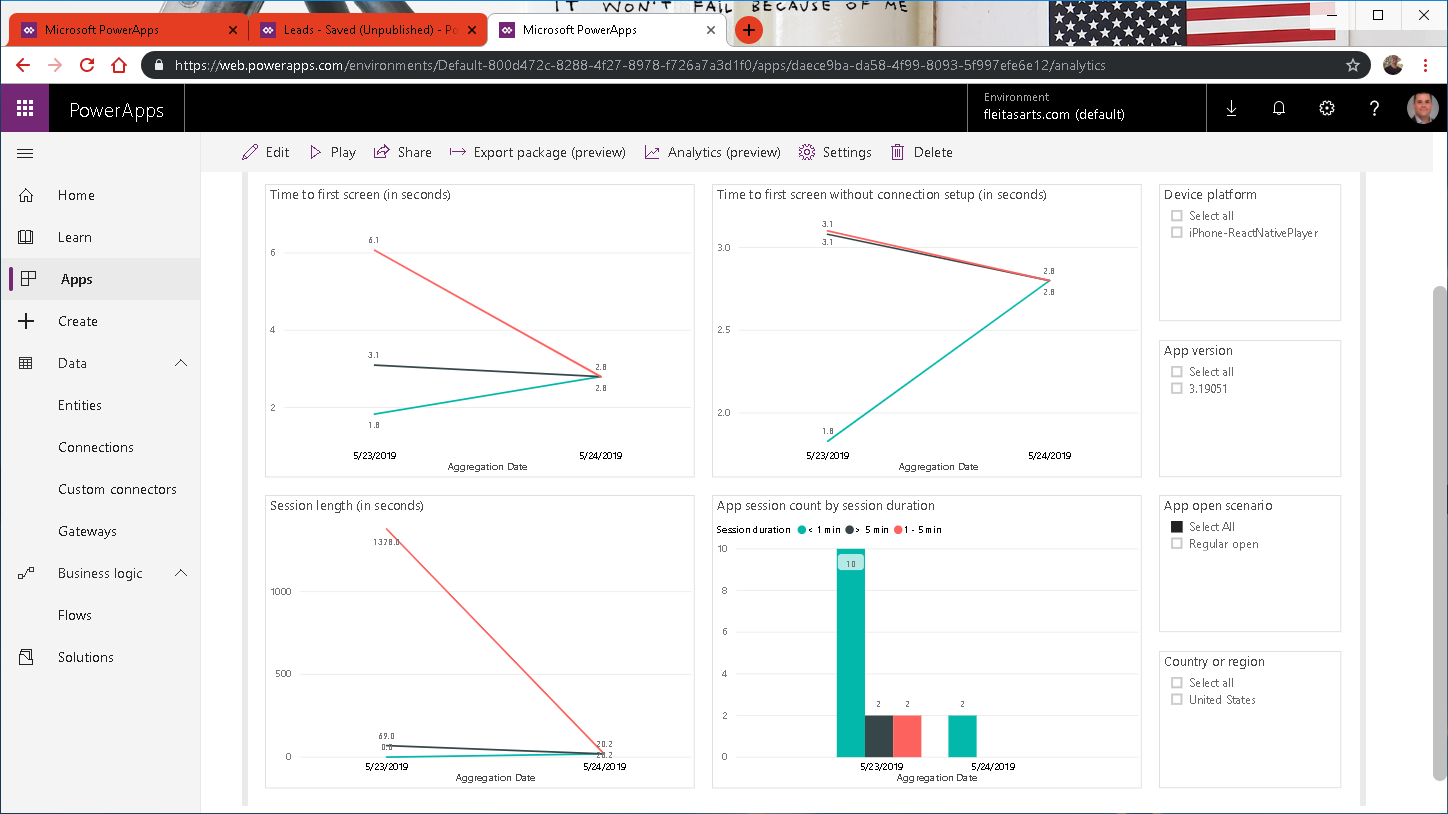 IT WON'T FAIL BECAUSE OF ME
Microsoft PowerApps
Leads - Saved (Unpublished) - Po
Microsoft PowerApps
https://web.powerapps.com/environments/Default-800d472c-8288-4f27-8978-f726a7a3d1f0/apps/daece9ba-da58-4f99-8093-5f997efe6e12/analytics
PowerApps
Environment
fleitasarts.com (default)
?
Edit
Play
Share
Export package (preview)
Analytics (preview)
Settings
Delete
Home
Learn
Apps
Create
Data
Entities
Connections
Custom connectors
Gateways
Business logic
Flows
Solutions
Time to first screen (in seconds)
6
4
2
6.1
3.1
1.8
2.8
2.8
5/23/2019
5/24/2019
Aggregation Date
Time to first screen without connection setup (in seconds)
3.0
2.5
2.0
3.1
3.1
1.8
2.8
2.8
5/23/2019
5/24/2019
Aggregation Date
Device platform
Select all
iPhone-ReactNativePlayer
App version
Select all
3.19051
Session length (in seconds)
1000
500
0
1378.0
69.0
0.0
20.2
5/23/2019
5/24/2019
Aggregation Date
App session count by session duration
Session duration < 1 min > 5 min 1 - 5 min
10
8
6
4
2
0
10
2
2
2
5/23/2019
5/24/2019
Aggregation Date
App open scenario
Select All
Regular open
Country or region
Select all
United States